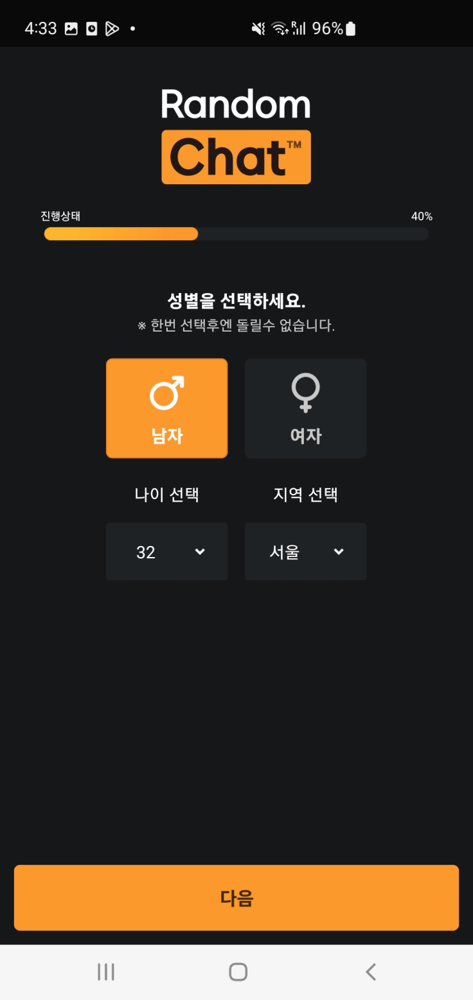 4:33 R 96%
Random
Chat™
진행상태 40%
성별을 선택하세요.
※ 한번 선택후엔 돌릴수 없습니다.
남자 여자
나이 선택 지역 선택
32 서울
다음